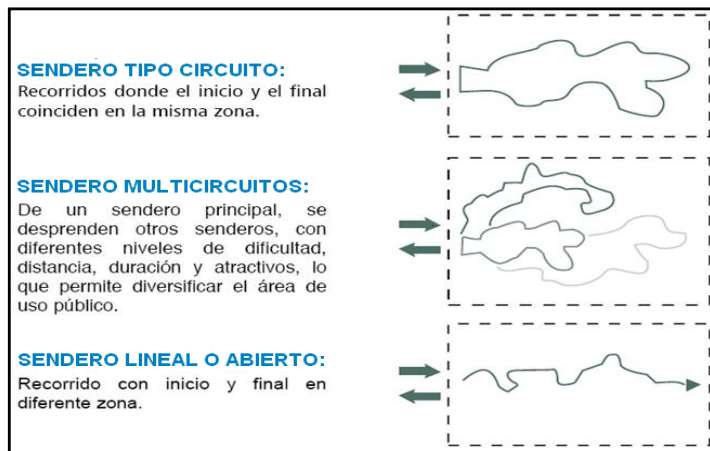 SENDERO TIPO CIRCUITO:
Recorridos donde el inicio y el final
coinciden en la misma zona.
SENDERO MULTICIRCUITOS:
De un sendero principal, se
desprenden otros senderos, con
diferentes niveles de dificultad,
distancia, duración y atractivos, lo
que permite diversificar el área de
uso público.
SENDERO LINEAL O ABIERTO:
Recorrido con inicio y final en
diferente zona.